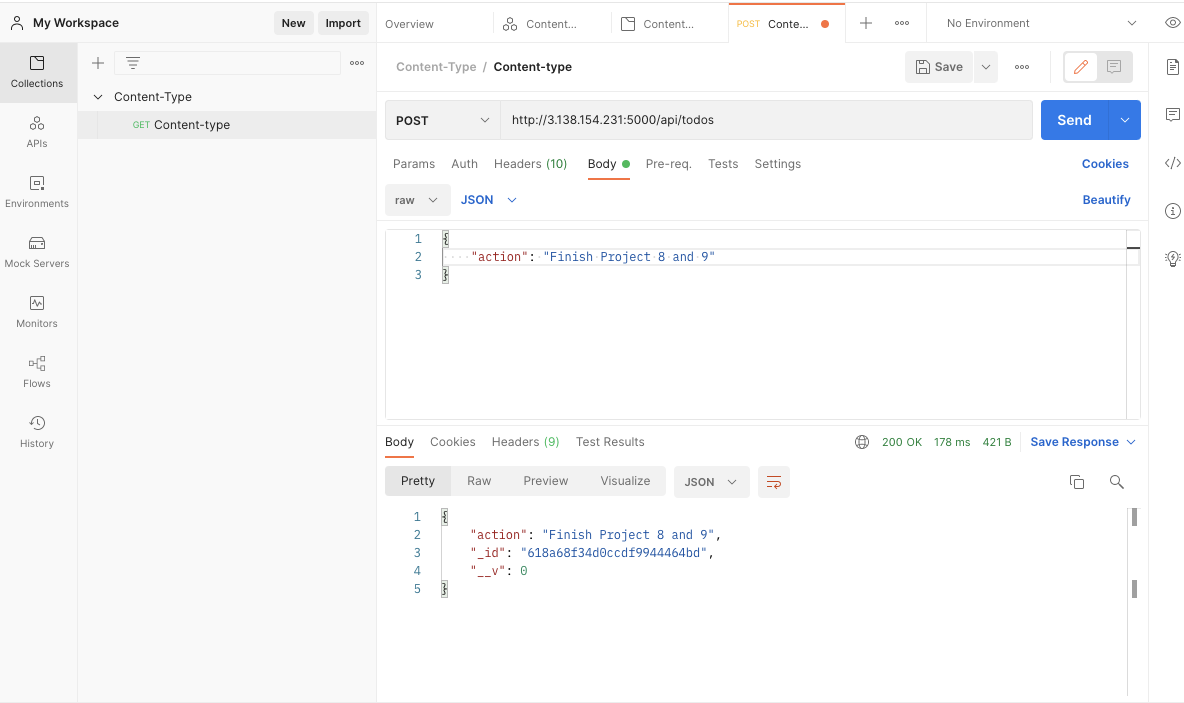 My Workspace
New
Import
Overview
Content...
Content...
POST Conte...
No Environment
Collections
APIs
Environments
Mock Servers
Monitors
Flows
History
Content-Type
GET Content-type
Content-Type / Content-type
Save
POST
http://3.138.154.231:5000/api/todos
Send
Params Auth Headers (10) Body Pre-req. Tests Settings
Cookies
raw
JSON
Beautify
1 {
2 "action": "Finish Project 8 and 9"
3 }
Body Cookies Headers (9) Test Results
200 OK 178 ms 421 B
Save Response
Pretty Raw Preview Visualize
JSON
1 {
2 "action": "Finish Project 8 and 9",
3 "_id": "618a68f34d0ccdf9944464bd",
4 "__v": 0
5 }